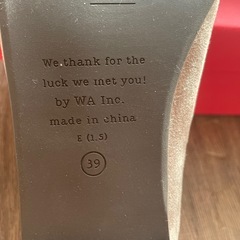 We thank for the
luck we met you!
by WA Inc.
made in china
E (1.5)
39